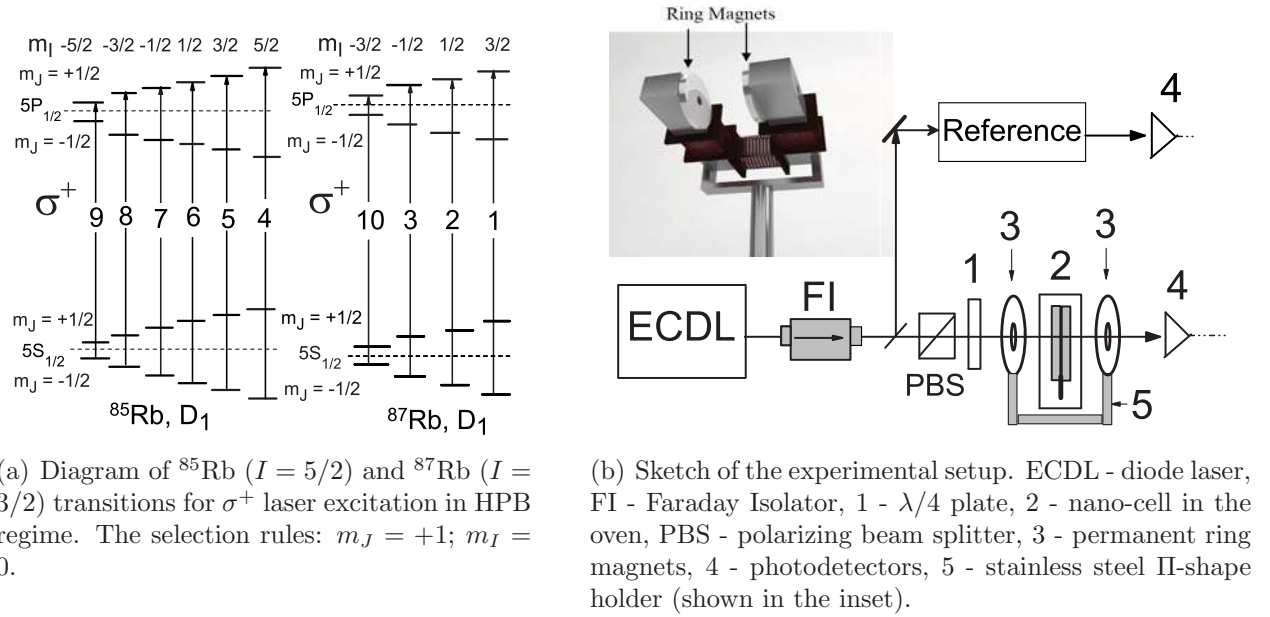 m_I -5/2 -3/2 -1/2 1/2 3/2 5/2
m_J = +1/2
5P_1/2
m_J = -1/2
σ+
9 8 7 6 5 4
m_J = +1/2
5S_1/2
m_J = -1/2
85Rb, D1
m_I -3/2 -1/2 1/2 3/2
m_J = +1/2
5P_1/2
m_J = -1/2
σ+
10 3 2 1
m_J = +1/2
5S_1/2
m_J = -1/2
87Rb, D1
Ring Magnets
Reference
4
ECDL
FI
PBS
1
3
2
3
4
5
(a) Diagram of 85Rb (I = 5/2) and 87Rb (I =
3/2) transitions for σ+ laser excitation in HPB
regime. The selection rules: m_J = +1; m_I =
0.
(b) Sketch of the experimental setup. ECDL - diode laser,
FI - Faraday Isolator, 1 - λ/4 plate, 2 - nano-cell in the
oven, PBS - polarizing beam splitter, 3 - permanent ring
magnets, 4 - photodetectors, 5 - stainless steel Π-shape
holder (shown in the inset).